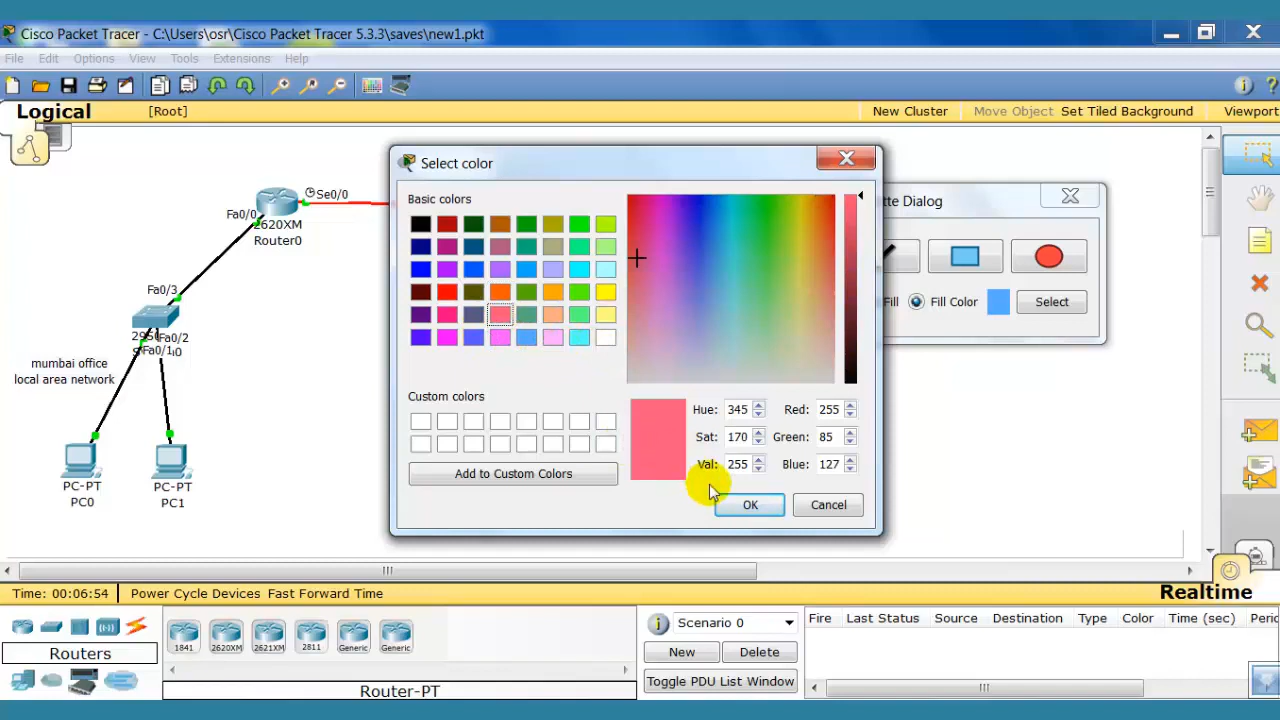 Cisco Packet Tracer - C:\Users\osr\Cisco Packet Tracer 5.3.3\saves\new1.pkt
File Edit Options View Tools Extensions Help
Logical [Root] New Cluster Move Object Set Tiled Background Viewport
Select color
Basic colors
Custom colors
Add to Custom Colors
Hue: 345 Red: 255
Sat: 170 Green: 85
Val: 255 Blue: 127
OK Cancel
tte Dialog
Fill Fill Color Select
Se0/0
Fa0/0
2620XM
Router0
Fa0/3
Fa0/2
Fa0/1
mumbai office
local area network
PC-PT
PC0
PC-PT
PC1
Time: 00:06:54 Power Cycle Devices Fast Forward Time
Realtime
Routers
1841 2620XM 2621XM 2811 Generic Generic
Router-PT
Scenario 0
New Delete
Toggle PDU List Window
Fire Last Status Source Destination Type Color Time (sec) Perio